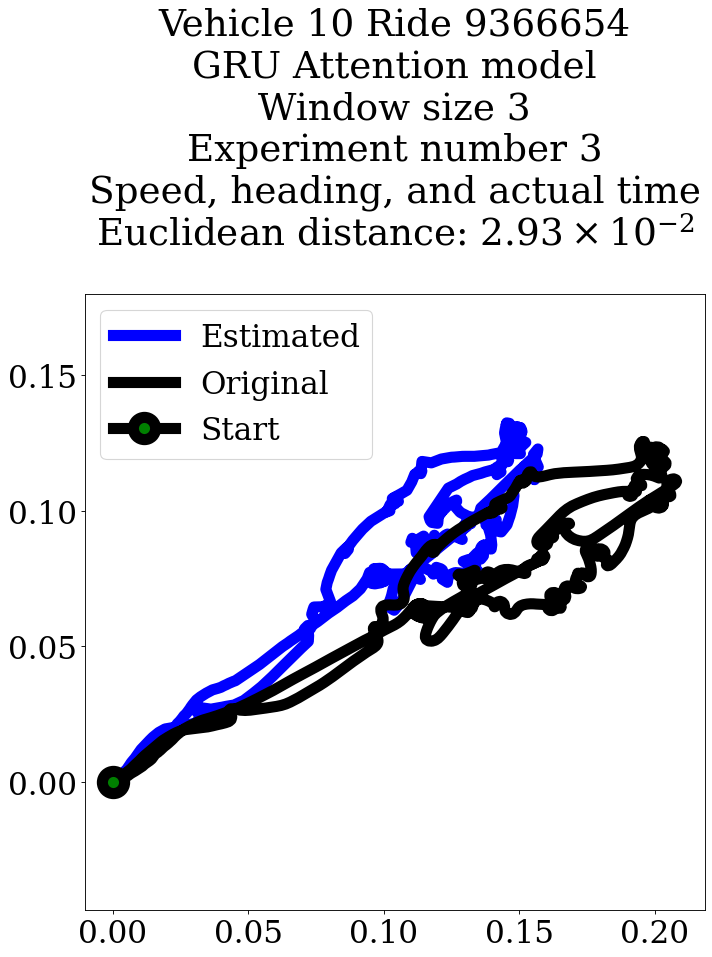 Vehicle 10 Ride 9366654
GRU Attention model
Window size 3
Experiment number 3
Speed, heading, and actual time
Euclidean distance: 2.93 × 10⁻²
Estimated
Original
Start
0.15
0.10
0.05
0.00
0.00 0.05 0.10 0.15 0.20